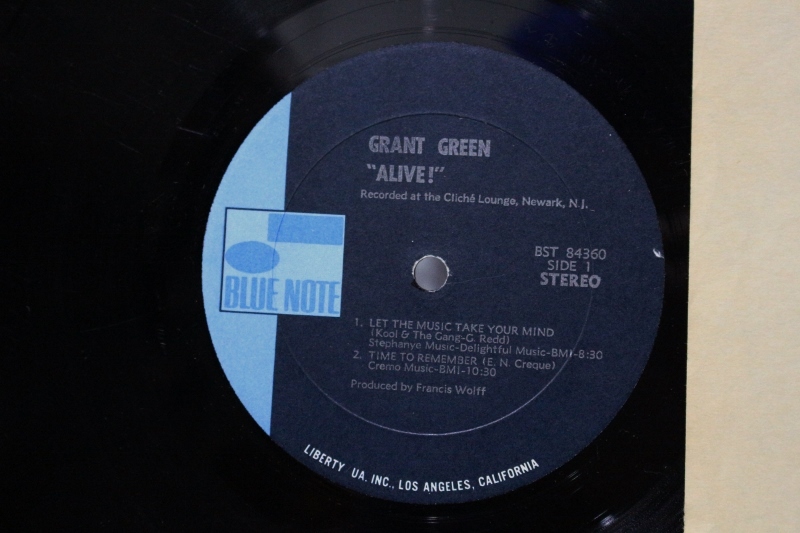 GRANT GREEN
"ALIVE!"
Recorded at the Cliché Lounge, Newark, N.J.
BST 84360
SIDE 1
STEREO
BLUE NOTE
1. LET THE MUSIC TAKE YOUR MIND
(Kool & The Gang-G. Redd)
Stephanye Music-Delightful Music-BMI-8:30
2. TIME TO REMEMBER (E. N. Creque)
Cremo Music-BMI-10:30
Produced by Francis Wolff
LIBERTY UA, INC., LOS ANGELES, CALIFORNIA